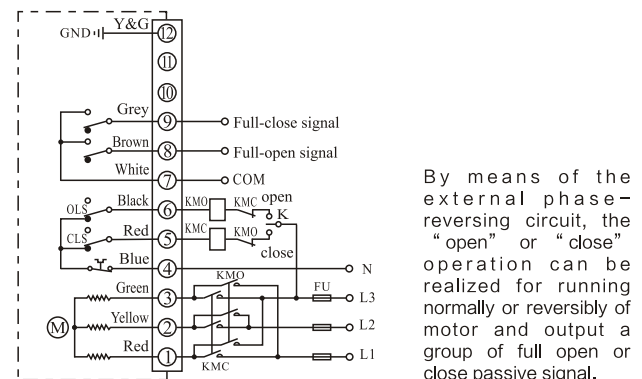 GND Y&G 12
11
10
Grey 9 Full-close signal
Brown 8 Full-open signal
White 7 COM
OLS Black 6 KMO KMC open
K
CLS Red 5 KMC KMO close
Blue 4 N
KMO
Green 3 FU L3
M Yellow 2 L2
Red 1 L1
KMC
By means of the
external phase-
reversing circuit, the
“open” or “close”
operation can be
realized for running
normally or reversibly of
motor and output a
group of full open or
close passive signal.